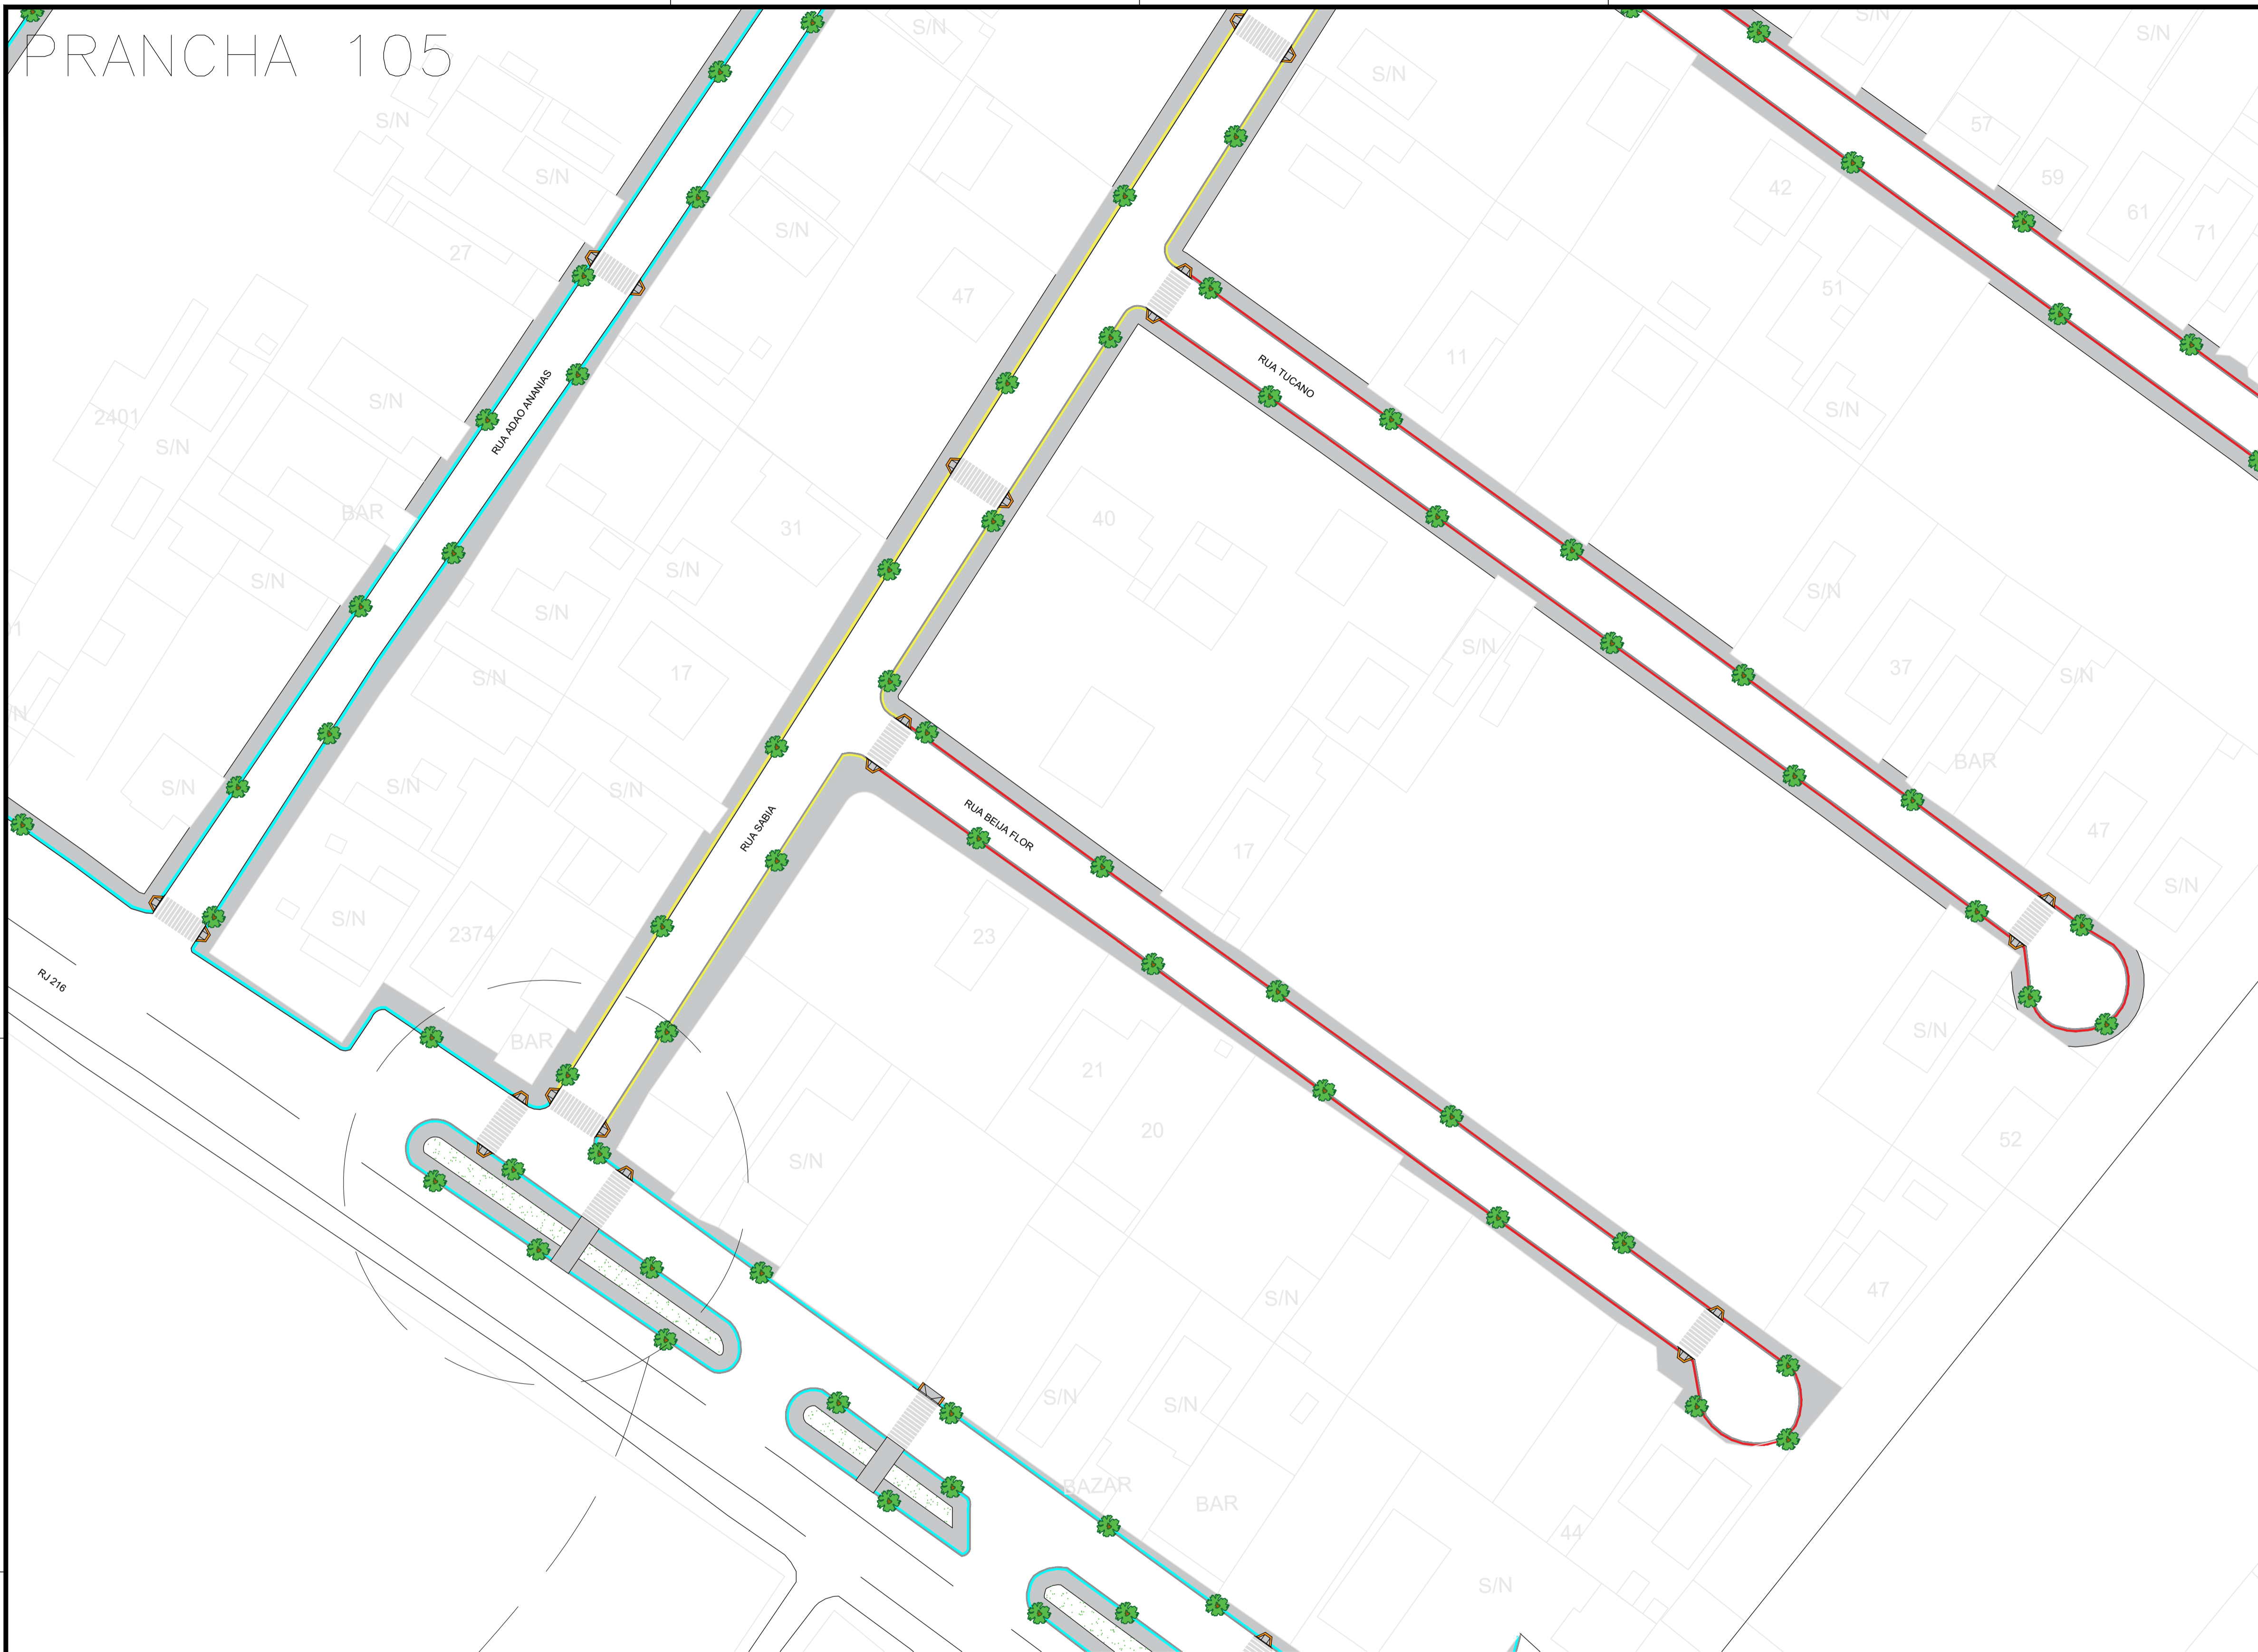 PRANCHA 105
S/N
S/N
S/N
S/N
57
S/N
S/N
59
42
61
71
S/N
27
47
51
11
RUA TUCANO
RUA ADAO ANANIAS
S/N
2401
S/N
S/N
BAR
40
31
S/N
S/N
S/N
S/N
S/N
37
S/N
S/N
17
BAR
S/N
S/N
S/N
RUA SABIA
RUA BEIJA FLOR
47
17
S/N
S/N
2374
23
RJ 216
S/N
BAR
21
20
52
S/N
47
S/N
S/N
S/N
BAZAR
BAR
44
S/N